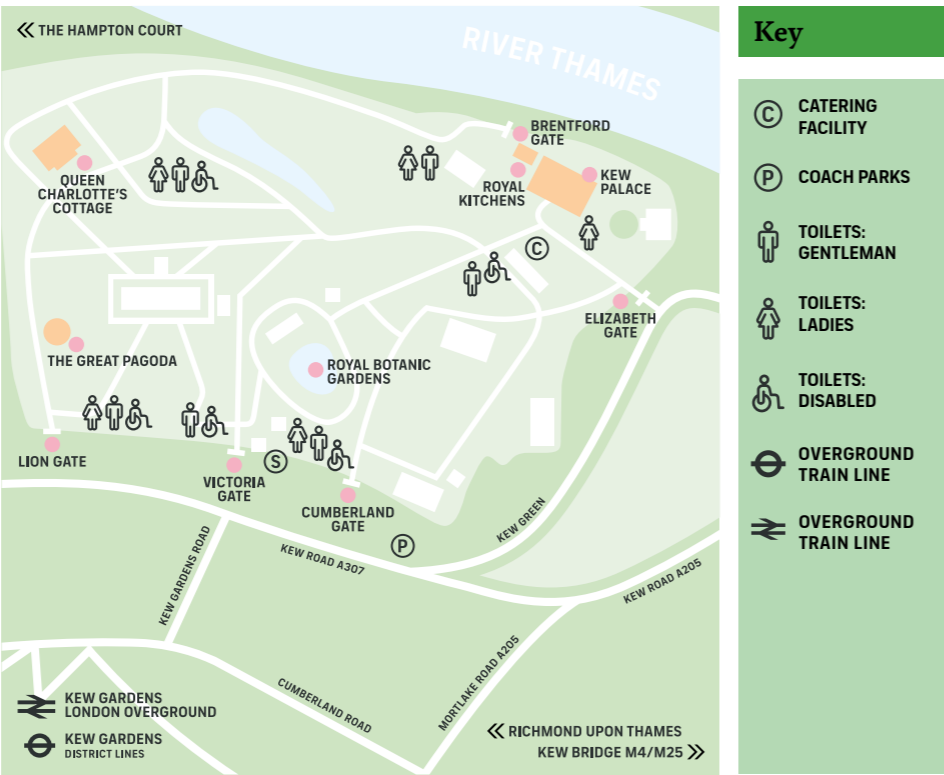 THE HAMPTON COURT
RIVER THAMES
BRENTFORD
GATE
QUEEN
CHARLOTTE'S
COTTAGE
ROYAL
KITCHENS
KEW
PALACE
C
ELIZABETH
GATE
THE GREAT PAGODA
ROYAL BOTANIC
GARDENS
LION GATE
VICTORIA
GATE
S
CUMBERLAND
GATE
P
KEW GREEN
KEW ROAD A307
KEW GARDENS ROAD
KEW ROAD A205
MORTLAKE ROAD A205
CUMBERLAND ROAD
KEW GARDENS
LONDON OVERGROUND
KEW GARDENS
DISTRICT LINES
RICHMOND UPON THAMES
KEW BRIDGE M4/M25
Key
C CATERING
FACILITY
P COACH PARKS
TOILETS:
GENTLEMAN
TOILETS:
LADIES
TOILETS:
DISABLED
OVERGROUND
TRAIN LINE
OVERGROUND
TRAIN LINE